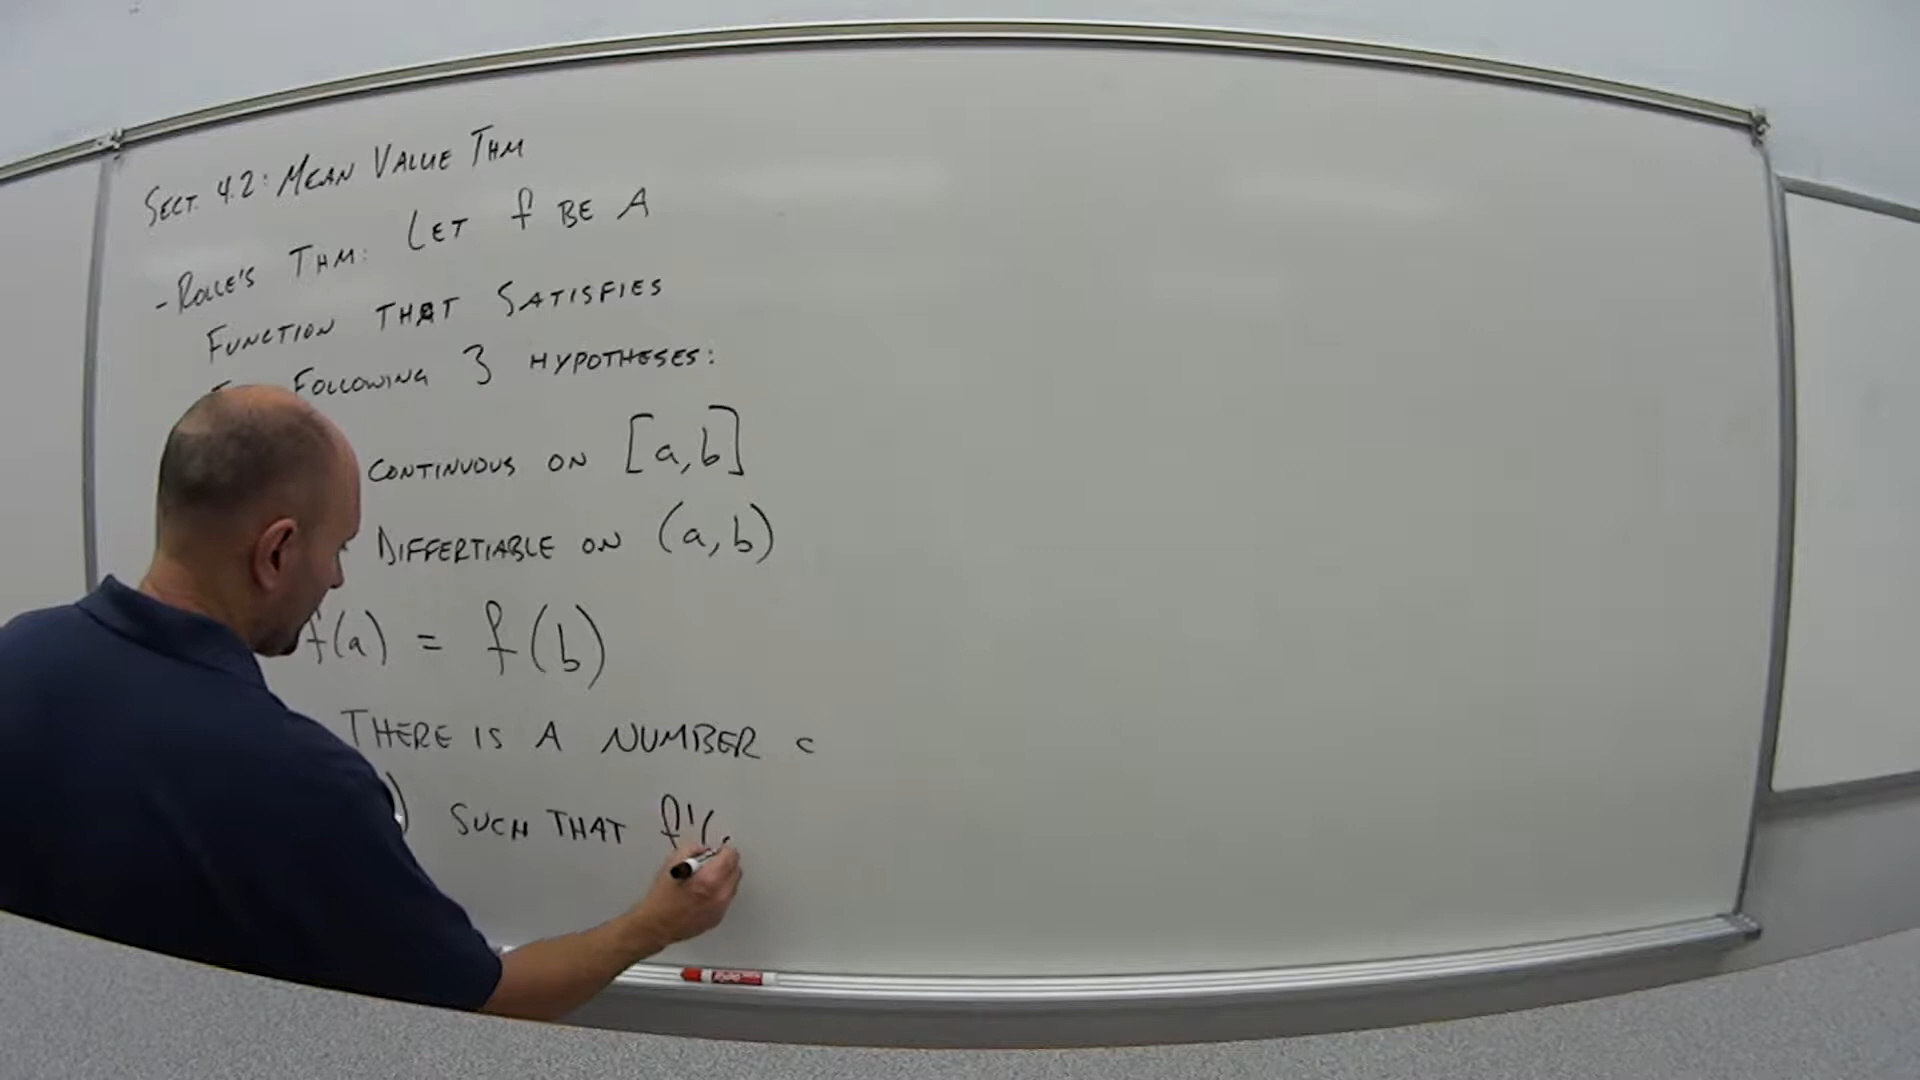 SECT. 4.2: MEAN VALUE THM
- ROLLE'S THM: LET f BE A
FUNCTION THAT SATISFIES
FOLLOWING 3 HYPOTHESES:
CONTINUOUS ON [a,b]
DIFFERTIABLE ON (a,b)
f(a) = f(b)
THERE IS A NUMBER c
) SUCH THAT f'(